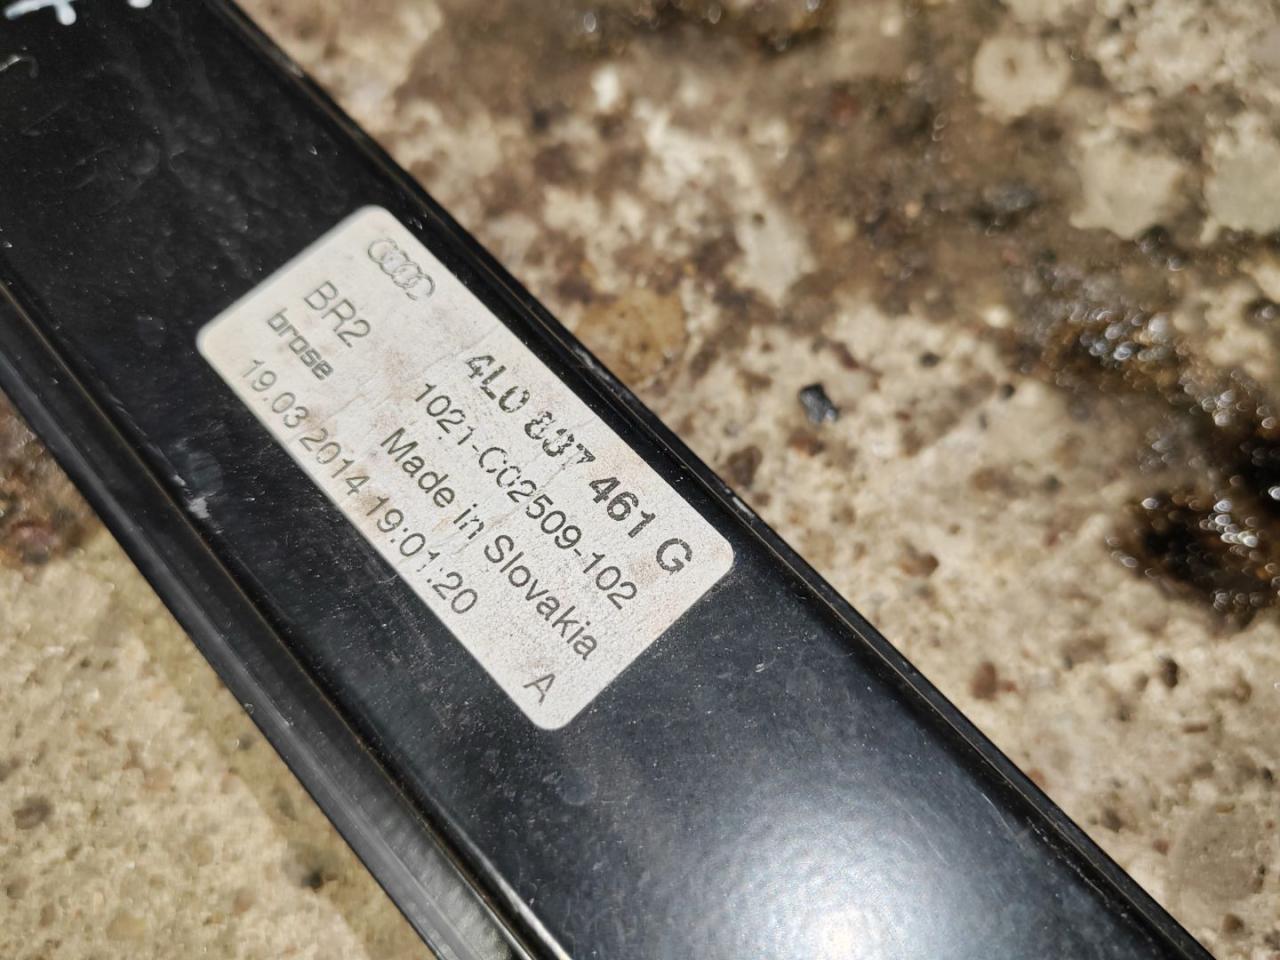 BR2
4L0 837 461 G
brose
1021-C02509-102
Made in Slovakia
19.03.2014 19:01:20
A